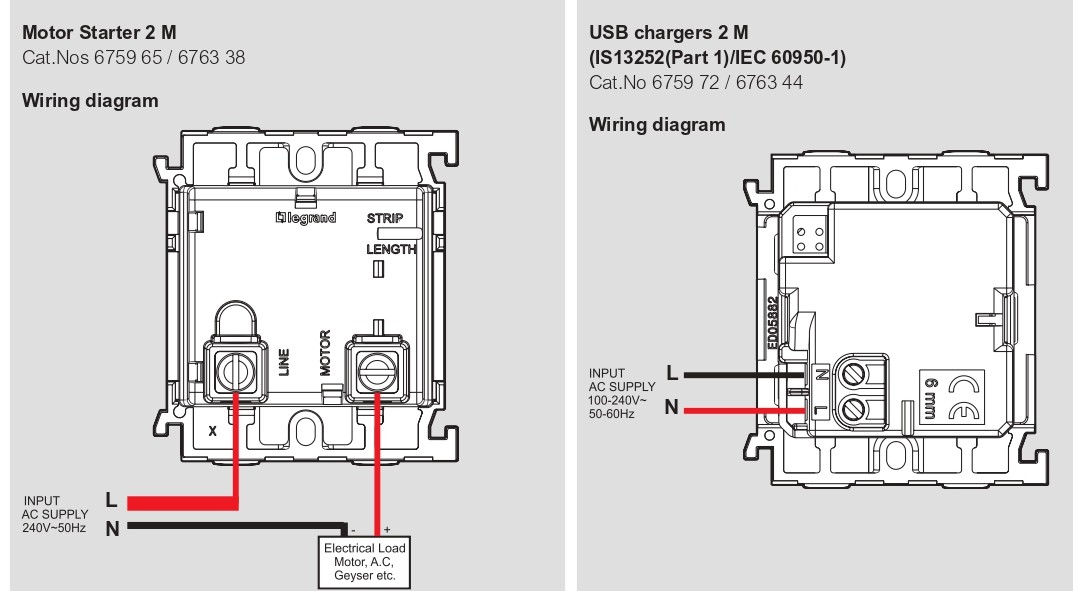 Motor Starter 2 M
Cat.Nos 6759 65 / 6763 38
Wiring diagram
legrand
STRIP
LENGTH
LINE
MOTOR
X
INPUT
AC SUPPLY
240V~50Hz
L
N
- +
Electrical Load
Motor, A.C,
Geyser etc.
USB chargers 2 M
(IS13252(Part 1)/IEC 60950-1)
Cat.No 6759 72 / 6763 44
Wiring diagram
ED05882
INPUT
AC SUPPLY
100-240V~
50-60Hz
L
N
N
L
6 mm
CE